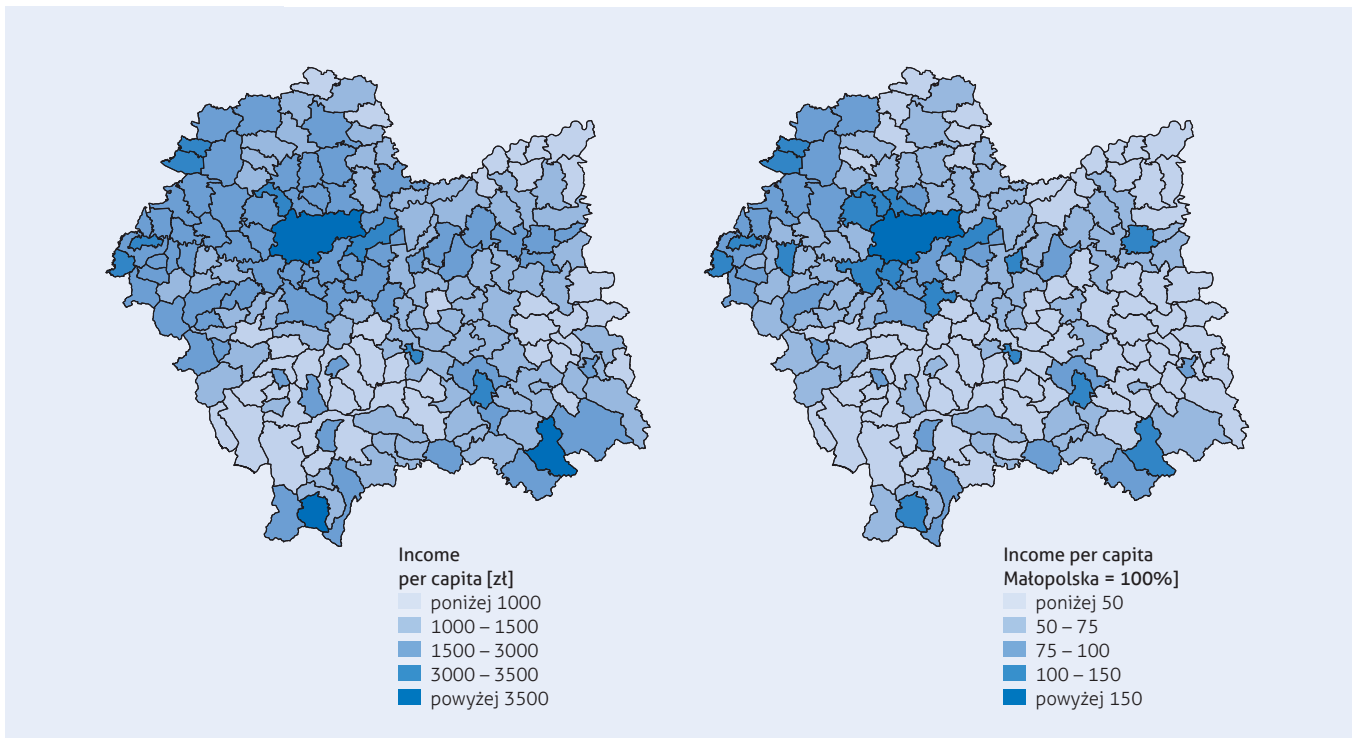 Income
per capita [zł]
poniżej 1000
1000 – 1500
1500 – 3000
3000 – 3500
powyżej 3500
Income per capita
Małopolska = 100%]
poniżej 50
50 – 75
75 – 100
100 – 150
powyżej 150